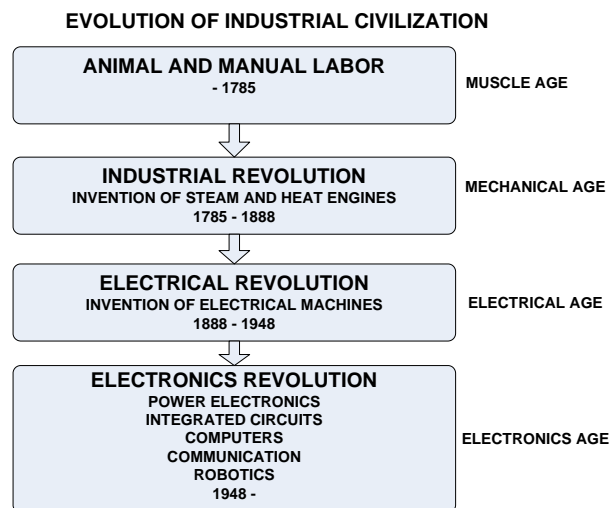 EVOLUTION OF INDUSTRIAL CIVILIZATION
ANIMAL AND MANUAL LABOR
- 1785
MUSCLE AGE
INDUSTRIAL REVOLUTION
INVENTION OF STEAM AND HEAT ENGINES
1785 - 1888
MECHANICAL AGE
ELECTRICAL REVOLUTION
INVENTION OF ELECTRICAL MACHINES
1888 - 1948
ELECTRICAL AGE
ELECTRONICS REVOLUTION
POWER ELECTRONICS
INTEGRATED CIRCUITS
COMPUTERS
COMMUNICATION
ROBOTICS
1948 -
ELECTRONICS AGE